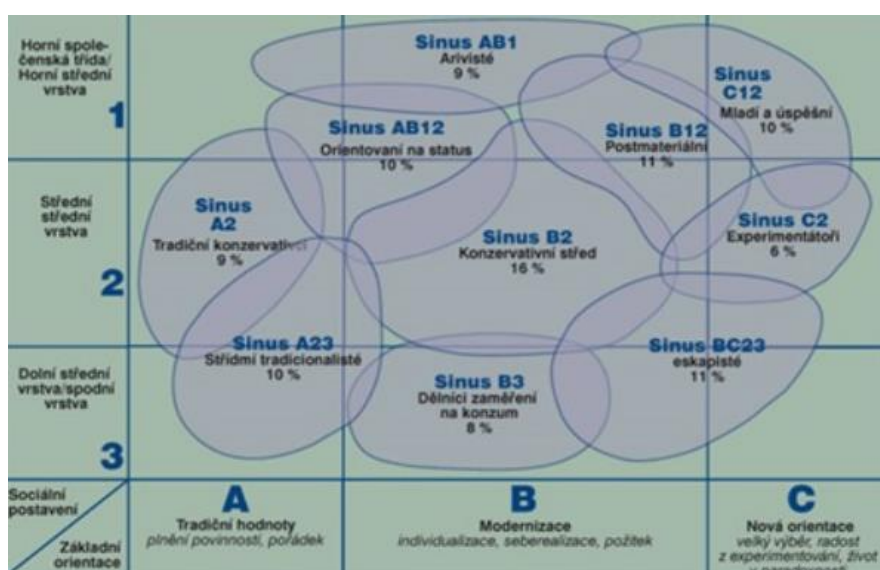 Horní spole-
čenská třída/
Horní střední
vrstva
1
Sinus AB1
Arivisté
9 %
Sinus
C12
Mladí a úspěšní
10 %
Sinus AB12
Orientovaní na status
10 %
Sinus B12
Postmateriální
11 %
Střední
střední
vrstva
2
Sinus
A2
Tradiční konzervativci
9 %
Sinus B2
Konzervativní střed
16 %
Sinus C2
Experimentátoři
6 %
Dolní střední
vrstva/spodní
vrstva
3
Sinus A23
Střídmí tradicionalisté
10 %
Sinus B3
Dělníci zaměření
na konzum
8 %
Sinus BC23
eskapisté
11 %
Sociální
postavení
Základní
orientace
A
Tradiční hodnoty
plnění povinností, pořádek
B
Modernizace
individualizace, seberealizace, požitek
C
Nová orientace
velký výběr, radost
z experimentování, život